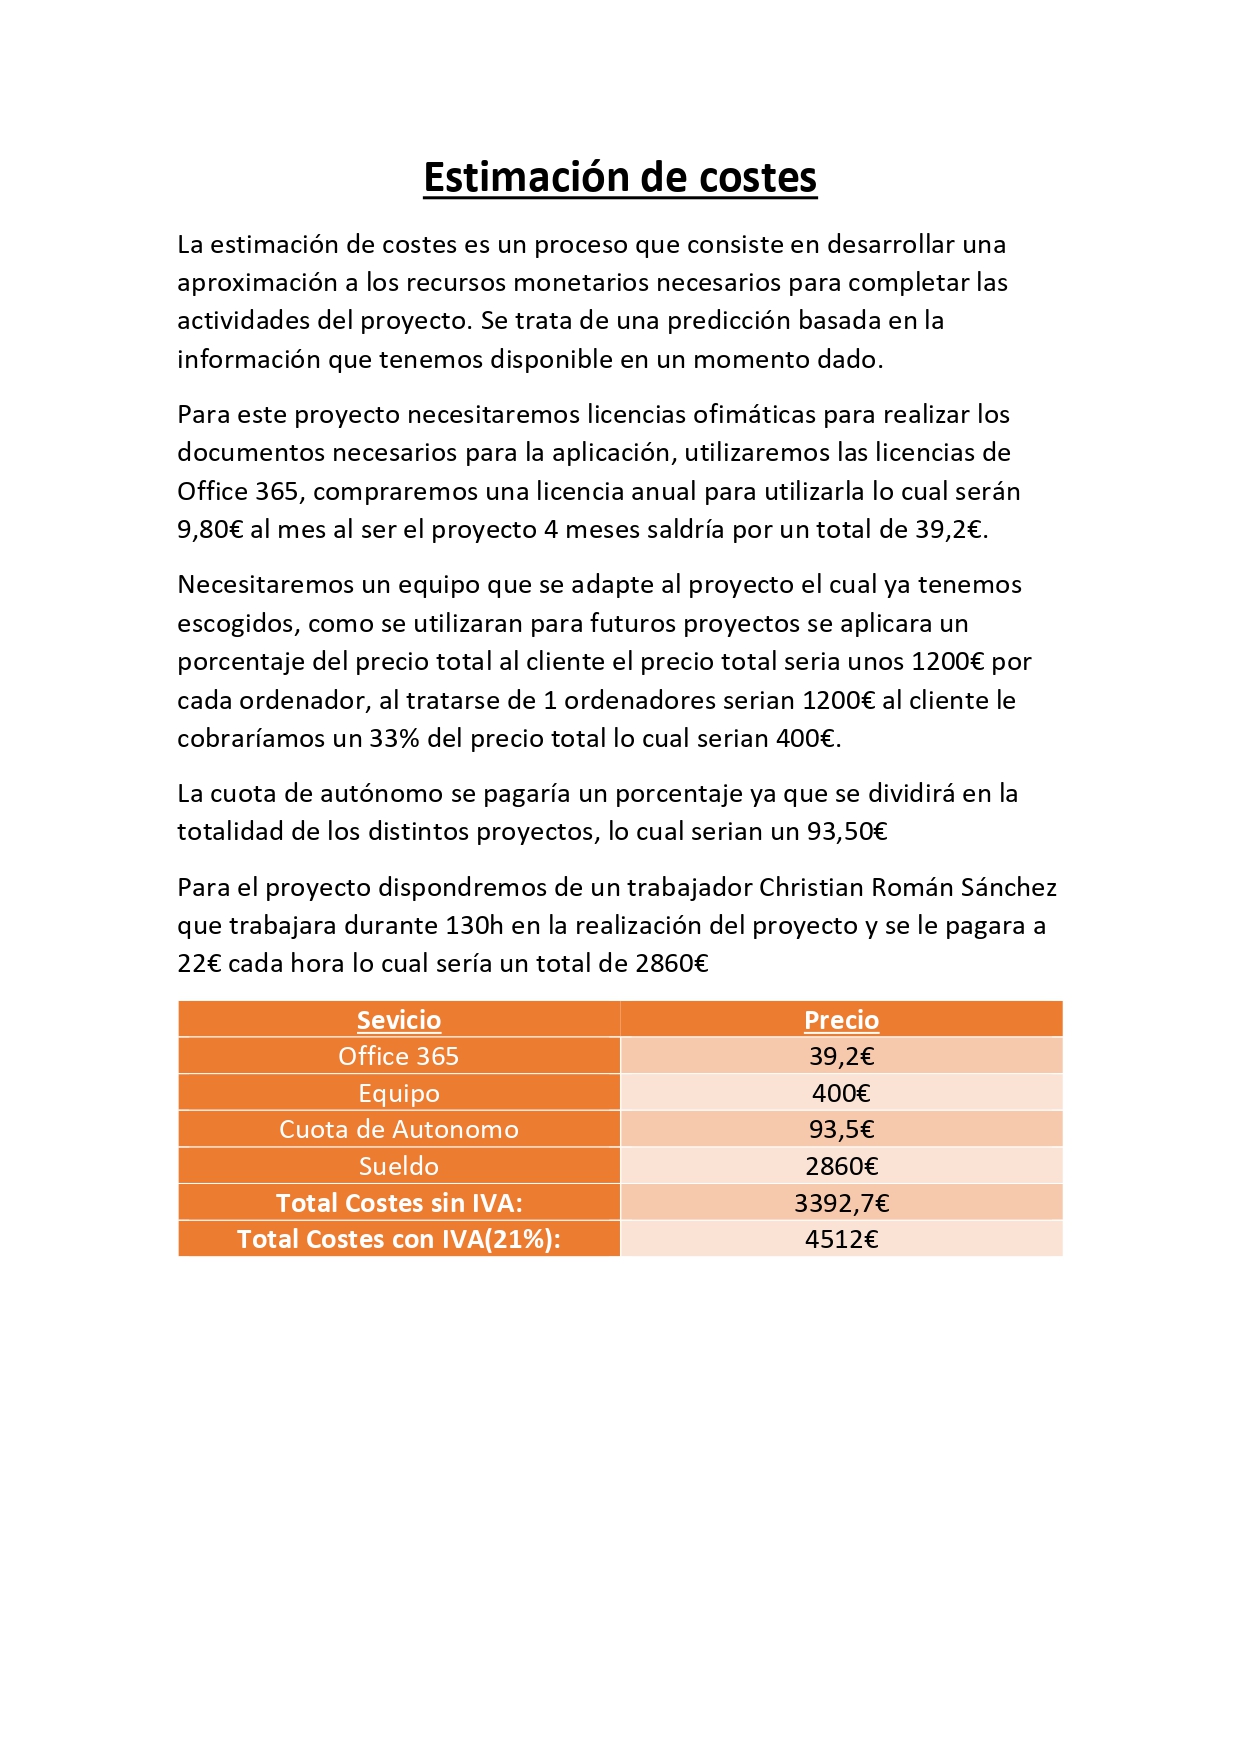 Estimación de costes
La estimación de costes es un proceso que consiste en desarrollar una
aproximación a los recursos monetarios necesarios para completar las
actividades del proyecto. Se trata de una predicción basada en la
información que tenemos disponible en un momento dado.
Para este proyecto necesitaremos licencias ofimáticas para realizar los
documentos necesarios para la aplicación, utilizaremos las licencias de
Office 365, compraremos una licencia anual para utilizarla lo cual serán
9,80€ al mes al ser el proyecto 4 meses saldría por un total de 39,2€.
Necesitaremos un equipo que se adapte al proyecto el cual ya tenemos
escogidos, como se utilizaran para futuros proyectos se aplicara un
porcentaje del precio total al cliente el precio total seria unos 1200€ por
cada ordenador, al tratarse de 1 ordenadores serian 1200€ al cliente le
cobraríamos un 33% del precio total lo cual serian 400€.
La cuota de autónomo se pagaría un porcentaje ya que se dividirá en la
totalidad de los distintos proyectos, lo cual serian un 93,50€
Para el proyecto dispondremos de un trabajador Christian Román Sánchez
que trabajara durante 130h en la realización del proyecto y se le pagara a
22€ cada hora lo cual sería un total de 2860€
Sevicio Precio
Office 365 39,2€
Equipo 400€
Cuota de Autonomo 93,5€
Sueldo 2860€
Total Costes sin IVA: 3392,7€
Total Costes con IVA(21%): 4512€